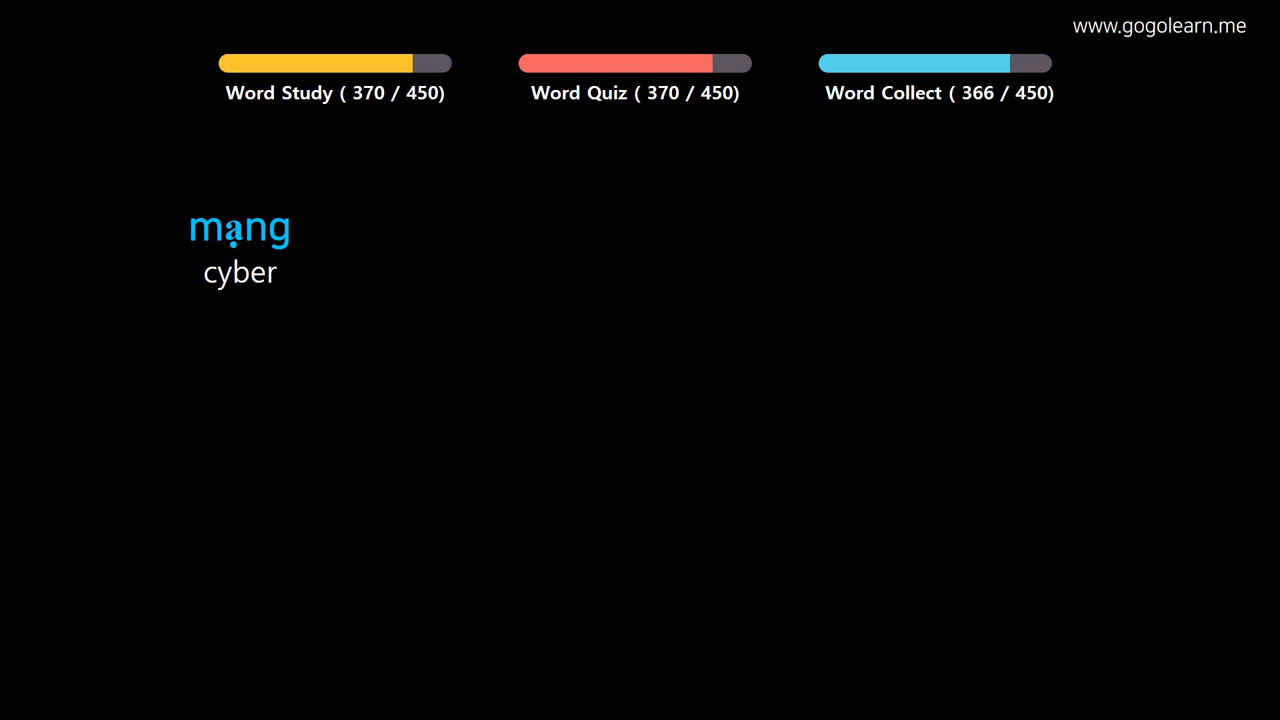 www.gogolearn.me
Word Study ( 370 / 450)
Word Quiz ( 370 / 450)
Word Collect ( 366 / 450)
mạng
cyber